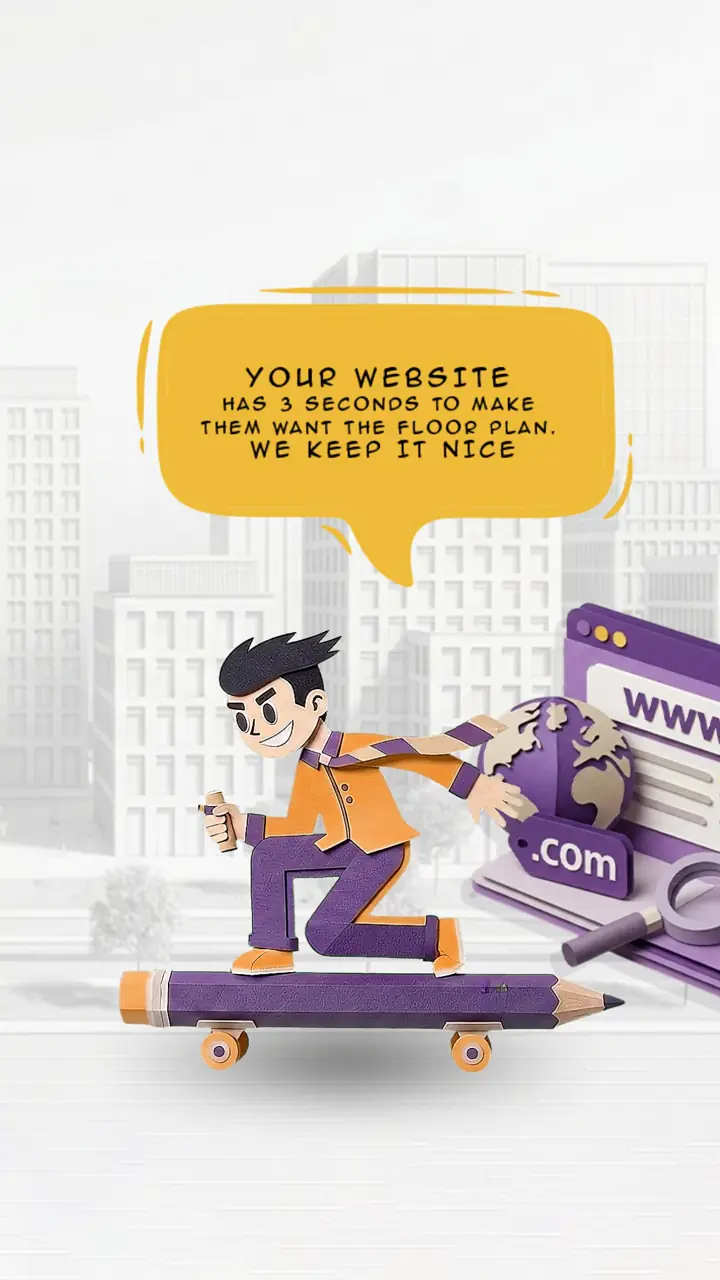 YOUR WEBSITE
HAS 3 SECONDS TO MAKE
THEM WANT THE FLOOR PLAN.
WE KEEP IT NICE
WWW
.com